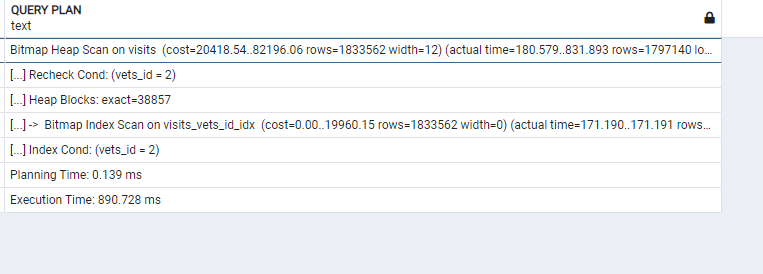 QUERY PLAN
text
Bitmap Heap Scan on visits (cost=20418.54..82196.06 rows=1833562 width=12) (actual time=180.579..831.893 rows=1797140 lo...
[...] Recheck Cond: (vets_id = 2)
[...] Heap Blocks: exact=38857
[...] -> Bitmap Index Scan on visits_vets_id_idx (cost=0.00..19960.15 rows=1833562 width=0) (actual time=171.190..171.191 rows...
[...] Index Cond: (vets_id = 2)
Planning Time: 0.139 ms
Execution Time: 890.728 ms